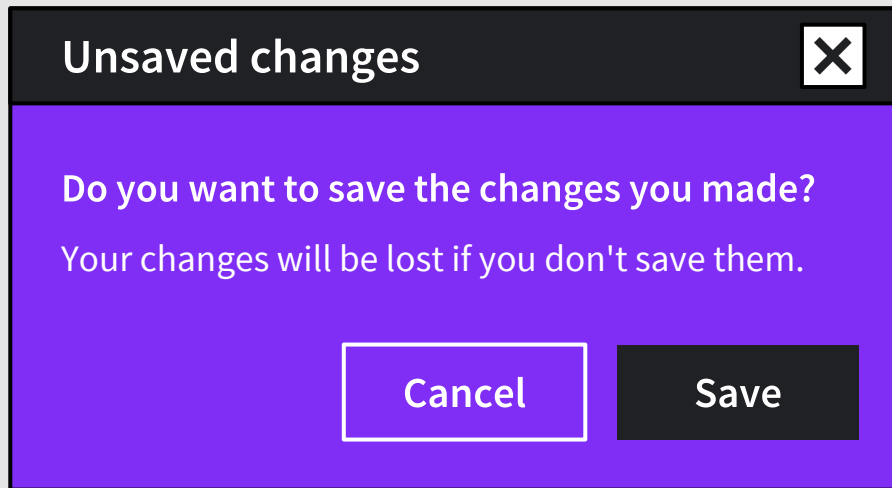 Unsaved changes
Do you want to save the changes you made?
Your changes will be lost if you don't save them.
Cancel
Save